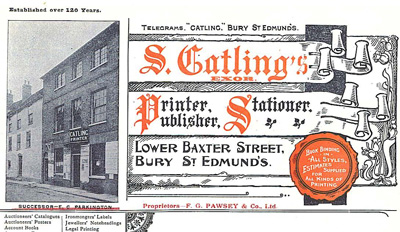 Established over 120 Years.
TELEGRAMS, "CATLING," BURY ST EDMUND'S.
S. Catling's
EXOR.
Printer, Stationer.
Publisher,
LOWER BAXTER STREET,
BURY ST EDMUND'S.
CATLING
PRINTER
BOOK BINDING
IN
ALL STYLES,
ESTIMATES
SUPPLIED
FOR
ALL KINDS OF
PRINTING.
SUCCESSOR—E. C. PARKINGTON
Proprietors—F. G. PAWSEY & Co., Ltd
Auctioneers' Catalogues
Auctioneers' Posters
Account Books
Ironmongers' Labels
Jewellers' Noteheadings
Legal Printing